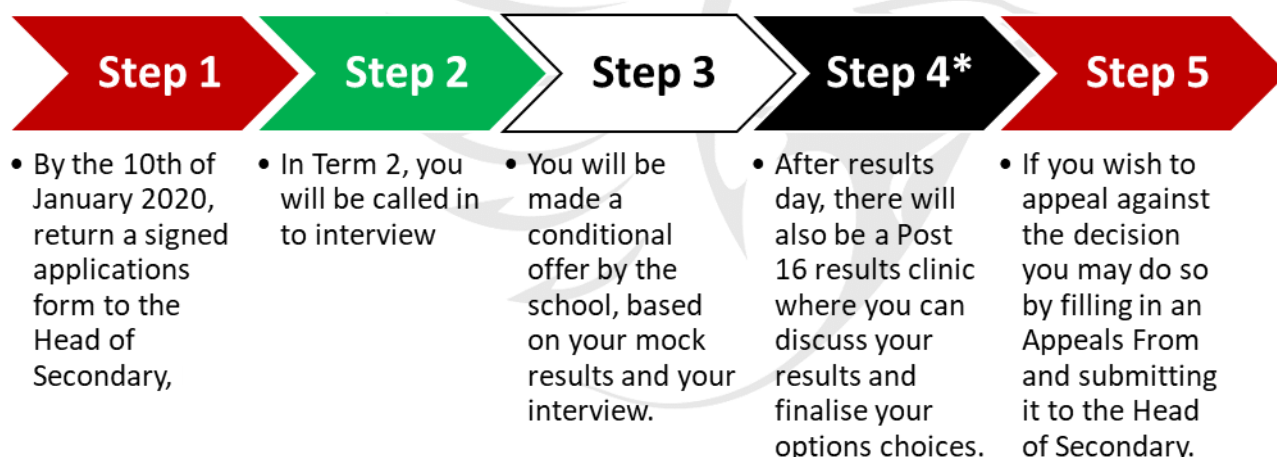 Step 1
Step 2
Step 3
Step 4*
Step 5
• By the 10th of
January 2020,
return a signed
applications
form to the
Head of
Secondary,
• In Term 2, you
will be called in
to interview
• You will be
made a
conditional
offer by the
school, based
on your mock
results and your
interview.
• After results
day, there will
also be a Post
16 results clinic
where you can
discuss your
results and
finalise your
options choices.
• If you wish to
appeal against
the decision
you may do so
by filling in an
Appeals From
and submitting
it to the Head
of Secondary.